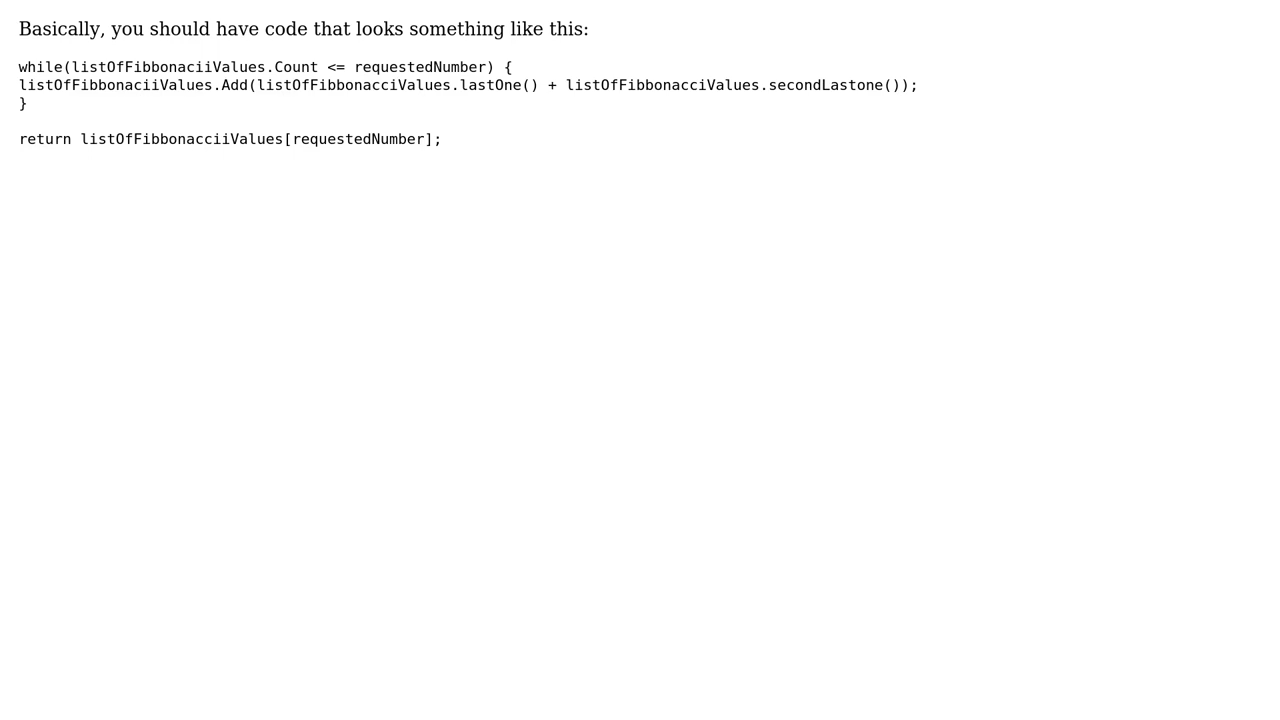 Basically, you should have code that looks something like this:
while(listOfFibbonaciiValues.Count <= requestedNumber) {
listOfFibbonaciiValues.Add(listOfFibbonacciValues.lastOne() + listOfFibbonacciValues.secondLastone());
}
return listOfFibbonacciiValues[requestedNumber];